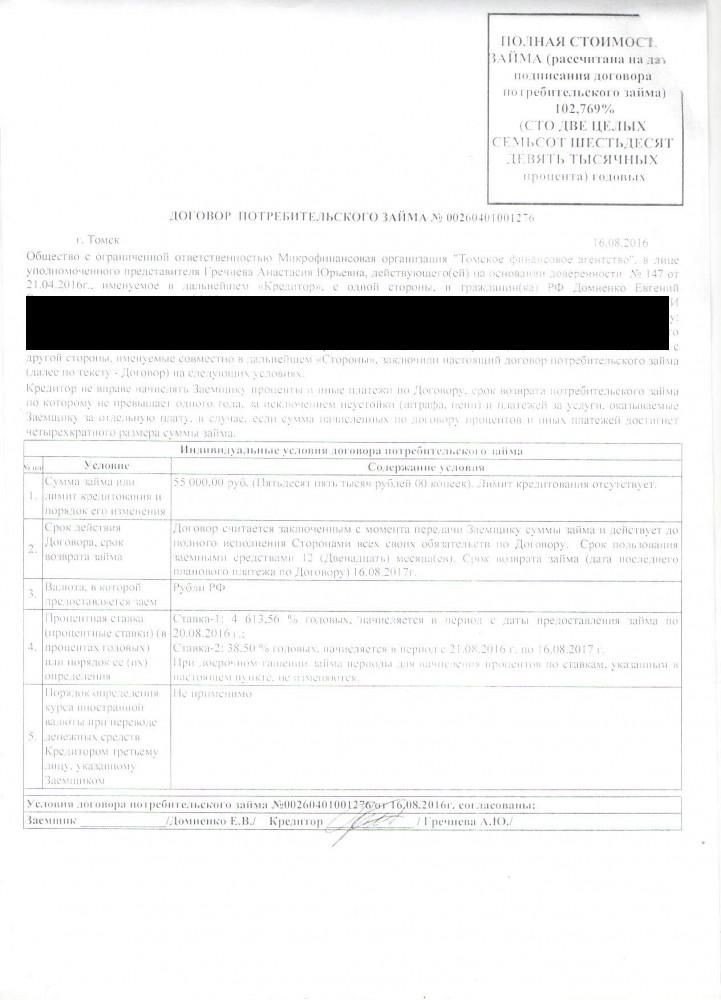 ПОЛНАЯ СТОИМОСТ
ЗАЙМА (рассчитана на дат
подписания договора
потребительского займа)
102,769%
(СТО ДВЕ ЦЕЛЫХ
СЕМЬСОТ ШЕСТЬДЕСЯТ
ДЕВЯТЬ ТЫСЯЧНЫХ
процента) годовых
ДОГОВОР ПОТРЕБИТЕЛЬСКОГО ЗАЙМА № 00260401001276
г. Томск 16.08.2016
Общество с ограниченной ответственностью Микрофинансовая организация "Томское финансовое агентство", в лице
уполномоченного представителя Гречнева Анастасия Юрьевна, действующего(ей) на основании доверенности № 147 от
21.04.2016г., именуемое в дальнейшем «Кредитор», с одной стороны, и гражданин(ка) РФ Домненко Евгений
другой стороны, именуемые совместно в дальнейшем «Стороны», заключили настоящий договор потребительского займа
(далее по тексту - Договор) на следующих условиях.
Кредитор не вправе начислять Заемщику проценты и иные платежи по Договору, срок возврата потребительского займа
по которому не превышает одного года, за исключением неустойки (штрафа, пени) и платежей за услуги, оказываемые
Заемщику за отдельную плату, в случае, если сумма начисленных по договору процентов и иных платежей достигнет
четырехкратного размера суммы займа.
Индивидуальные условия договора потребительского займа
№ п/п Условие Содержание условия
1. Сумма займа или
лимит кредитования и
порядок его изменения
55 000,00 руб. (Пятьдесят пять тысяч рублей 00 копеек). Лимит кредитования отсутствует.
2. Срок действия
Договора, срок
возврата займа
Договор считается заключенным с момента передачи Заемщику суммы займа и действует до
полного исполнения Сторонами всех своих обязательств по Договору. Срок пользования
заемными средствами 12 (Двенадцать) месяца(ев). Срок возврата займа (дата последнего
планового платежа по Договору) 16.08.2017г.
3. Валюта, в которой
предоставляется заем
Рубли РФ
4. Процентная ставка
(процентные ставки) (в
процентах годовых)
или порядок ее (их)
определения
Ставка-1: 4 613,56 % годовых, начисляется в период с даты предоставления займа по
20.08.2016 г.;
Ставка-2: 38,50 % годовых, начисляется в период с 21.08.2016 г. по 16.08.2017 г.
При досрочном гашении займа периоды для начисления процентов по ставкам, указанным в
настоящем пункте, не изменяются.
5. Порядок определения
курса иностранной
валюты при переводе
денежных средств
Кредитором третьему
лицу, указанному
Заемщиком
Не применимо
Условия договора потребительского займа №00260401001276 от 16.08.2016г. согласованы:
Заемщик ____________/Домненко Е.В./ Кредитор ____________ / Гречнева А.Ю./